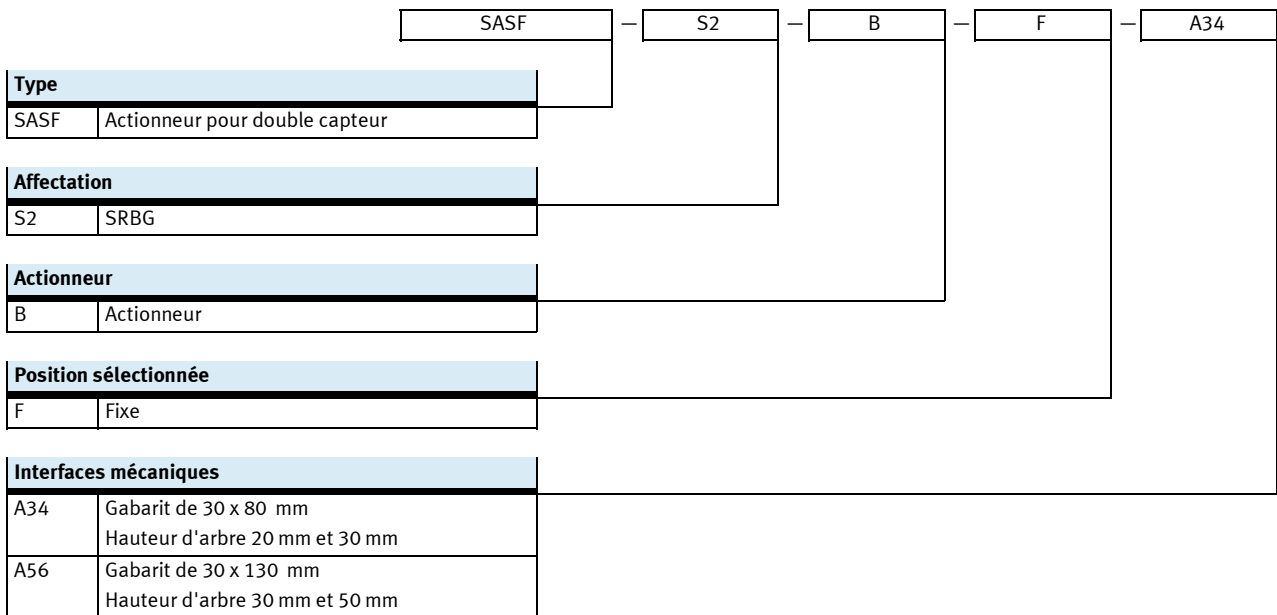 SASF — S2 — B — F — A34
Type
SASF Actionneur pour double capteur
Affectation
S2 SRBG
Actionneur
B Actionneur
Position sélectionnée
F Fixe
Interfaces mécaniques
A34 Gabarit de 30 x 80 mm
Hauteur d'arbre 20 mm et 30 mm
A56 Gabarit de 30 x 130 mm
Hauteur d'arbre 30 mm et 50 mm